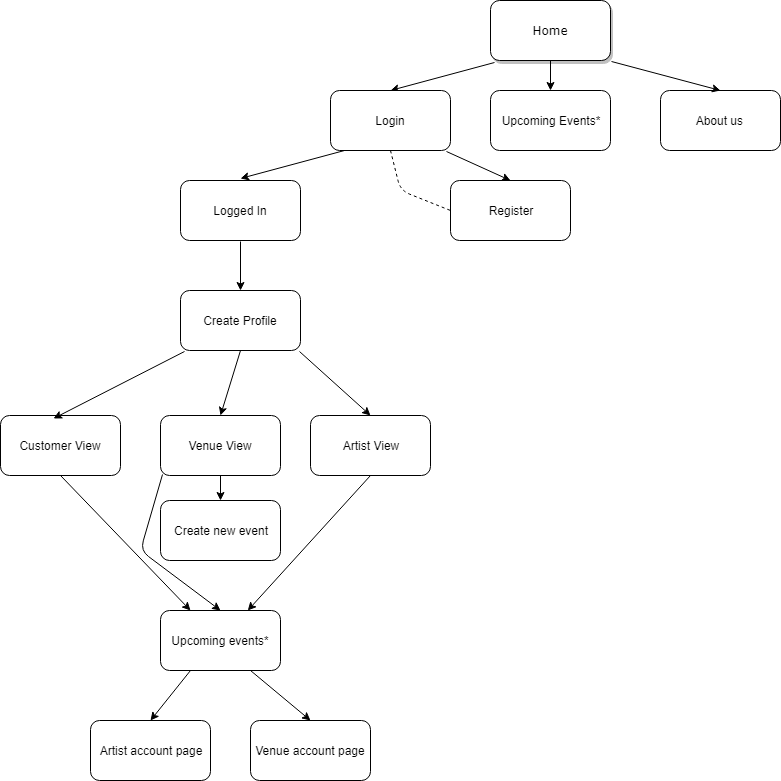 Home
Login
Upcoming Events*
About us
Logged In
Register
Create Profile
Customer View
Venue View
Artist View
Create new event
Upcoming events*
Artist account page
Venue account page